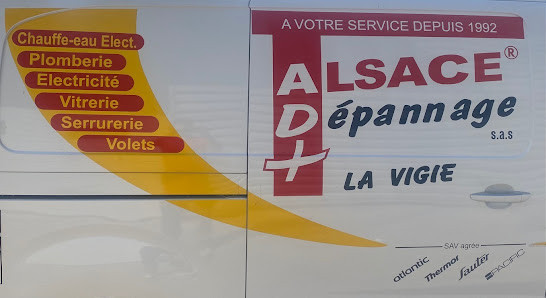 Chauffe-eau Elect.
Plomberie
Electricité
Vitrerie
Serrurerie
Volets
A VOTRE SERVICE DEPUIS 1992
ALSACE®
Dépannage
s.a.s
+
LA VIGIE
SAV agréé
atlantic Thermor Sauter PACIFIC